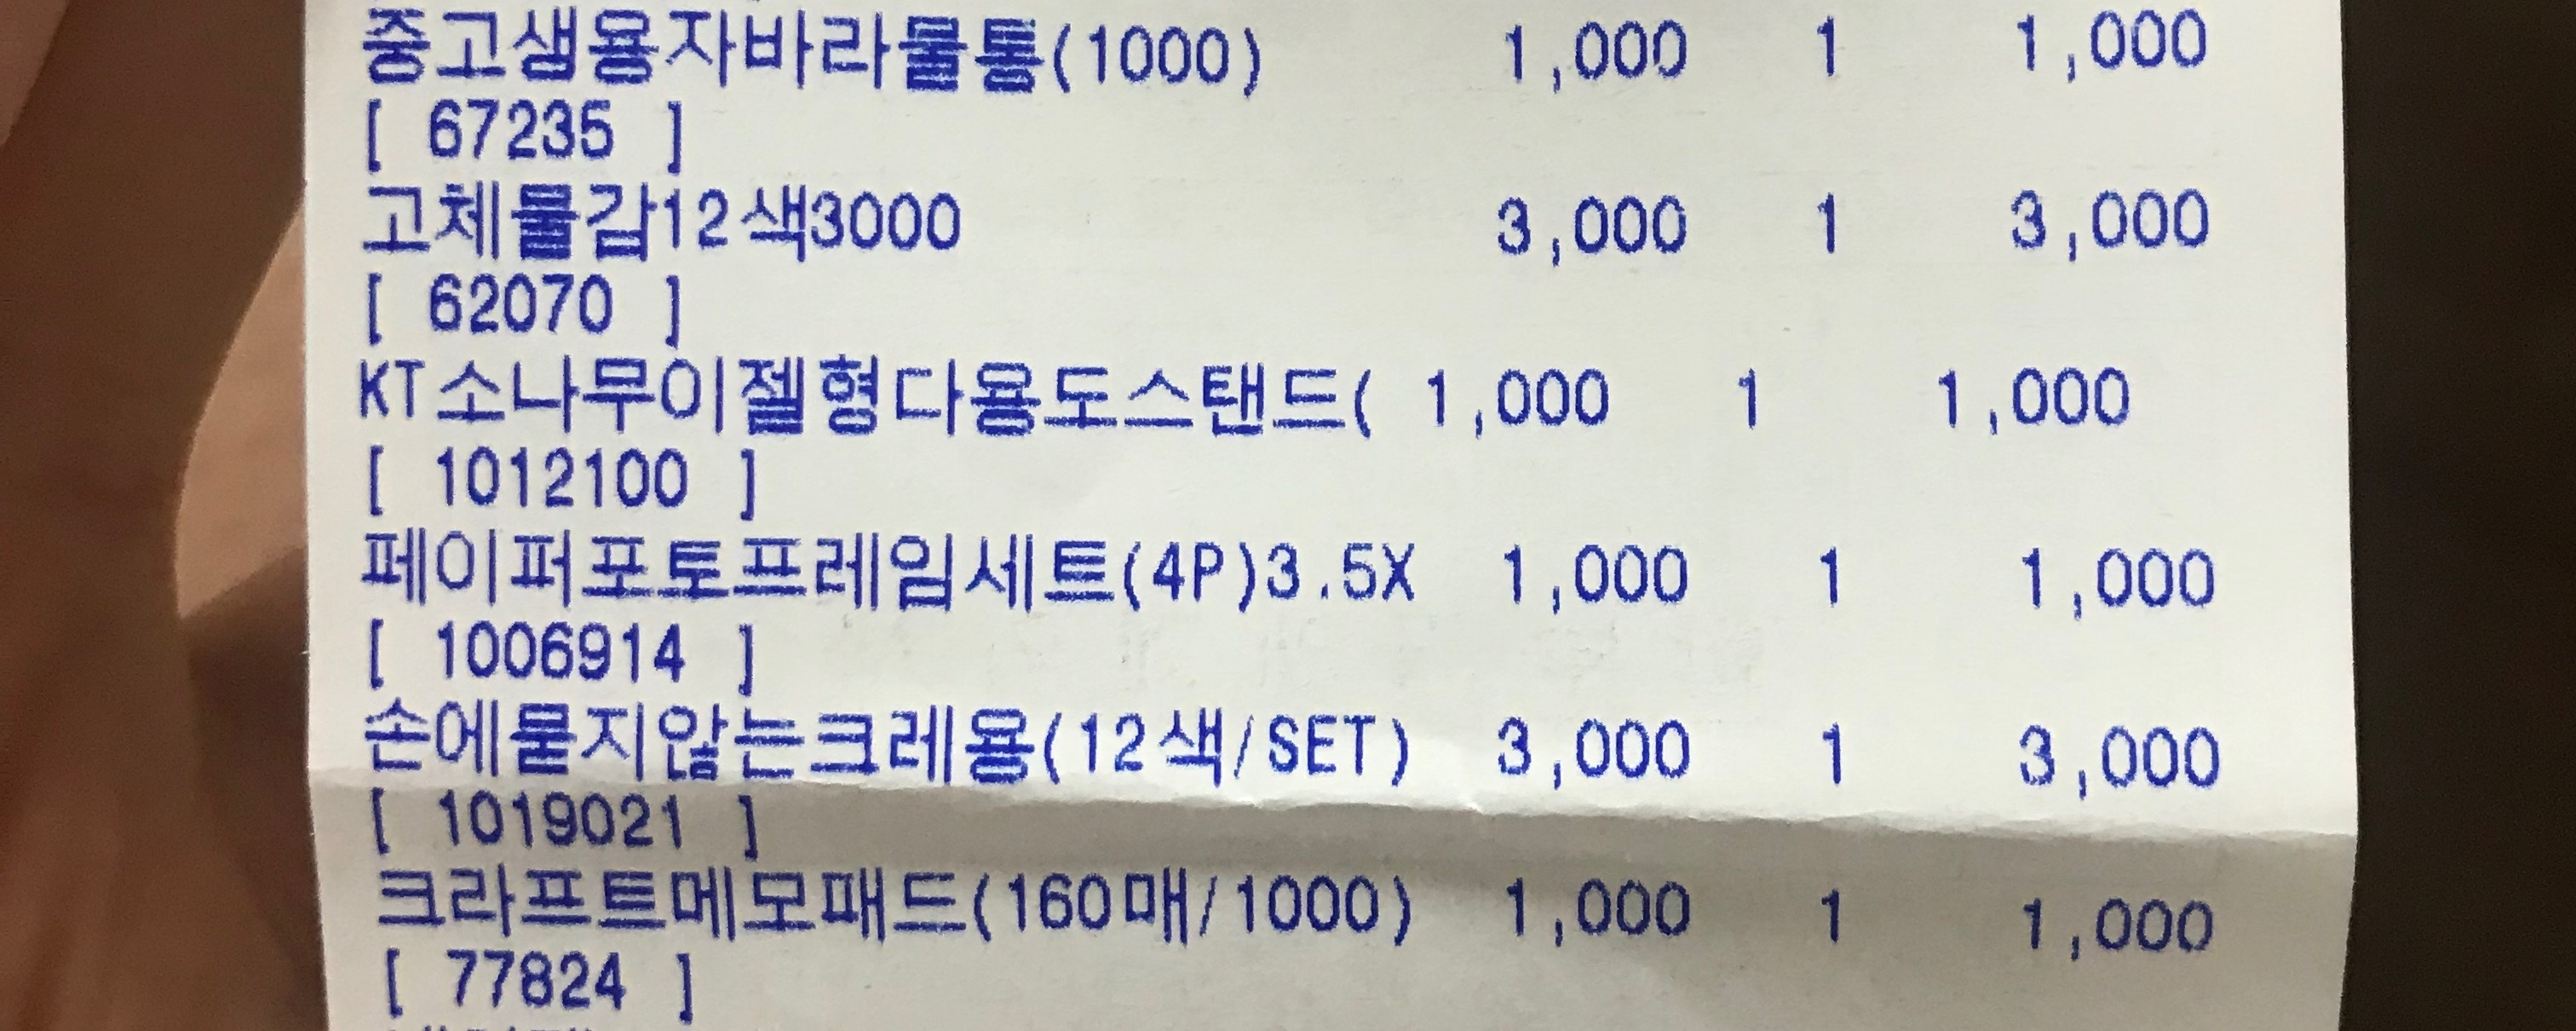 중고샘용자바라물통(1000) 1,000 1 1,000
[ 67235 ]
고체물감12색3000 3,000 1 3,000
[ 62070 ]
KT소나무이젤형다용도스탠드( 1,000 1 1,000
[ 1012100 ]
페이퍼포토프레임세트(4P)3.5X 1,000 1 1,000
[ 1006914 ]
손에묻지않는크레용(12색/SET) 3,000 1 3,000
[ 1019021 ]
크라프트메모패드(160매/1000) 1,000 1 1,000
[ 77824 ]